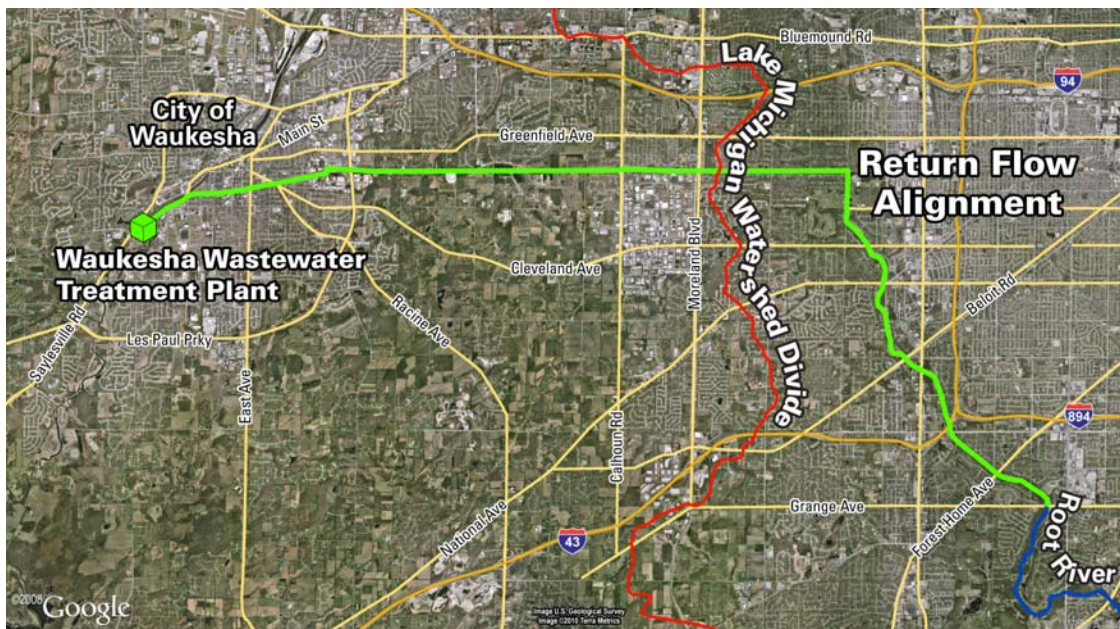 Bluemound Rd
Lake Michigan Watershed Divide
94
City of
Waukesha
Main St
Greenfield Ave
Return Flow
Alignment
Waukesha Wastewater
Treatment Plant
Cleveland Ave
Moreland Blvd
Beloit Rd
Saylesville Rd
Les Paul Prky
Racine Ave
East Ave
Calhoun Rd
894
National Ave
43
Grange Ave
Forest Home Ave
Root River
©2008 Google
Image U.S. Geological Survey
Image ©2010 Terra Metrics